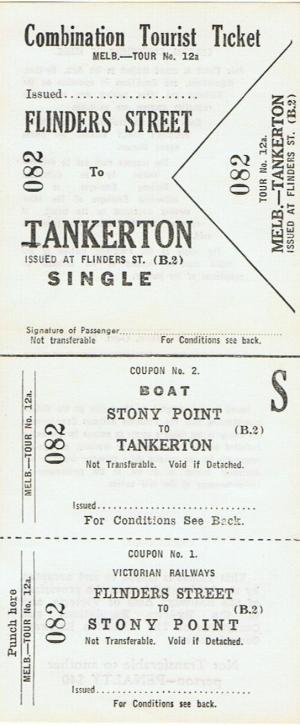 Combination Tourist Ticket
MELB.—TOUR No. 12a
Issued.....................
FLINDERS STREET
082
To
TANKERTON
ISSUED AT FLINDERS ST. (B.2)
SINGLE
082
TOUR No. 12a.
MELB.—TANKERTON
ISSUED AT FLINDERS ST. (B.2)
Signature of Passenger...............................
Not transferable For Conditions see back.
MELB.—TOUR No. 12a.
082
COUPON No. 2.
BOAT
STONY POINT
TO (B.2)
TANKERTON
Not Transferable. Void if Detached.
S
Issued...............................
For Conditions See Back.
Punch here
MELB.—TOUR No. 12a.
082
COUPON No. 1.
VICTORIAN RAILWAYS
FLINDERS STREET
TO (B.2)
STONY POINT
Not Transferable. Void if Detached.
Issued...............................
For Conditions see back.